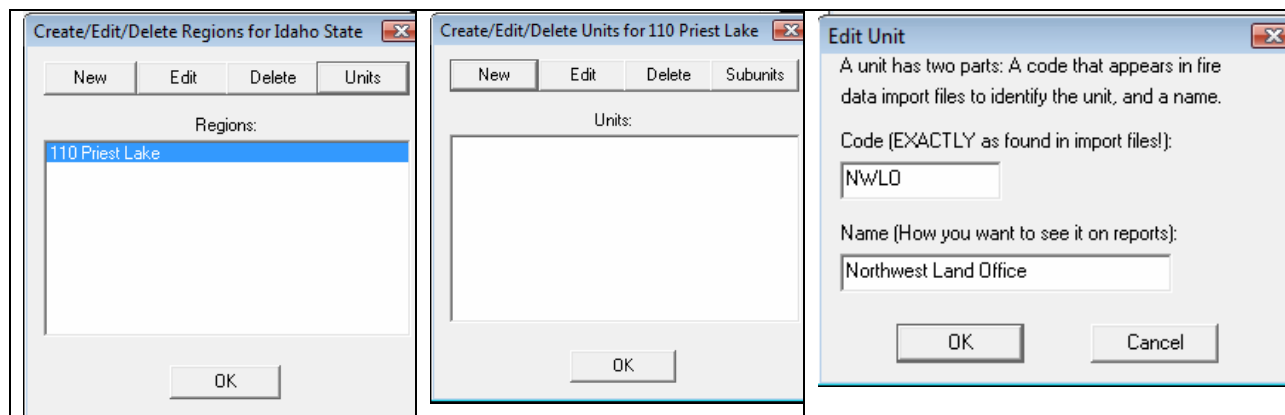 Create/Edit/Delete Regions for Idaho State
New Edit Delete Units
Regions:
110 Priest Lake
OK
Create/Edit/Delete Units for 110 Priest Lake
New Edit Delete Subunits
Units:
OK
Edit Unit
A unit has two parts: A code that appears in fire
data import files to identify the unit, and a name.
Code (EXACTLY as found in import files!):
NWLO
Name (How you want to see it on reports):
Northwest Land Office
OK Cancel